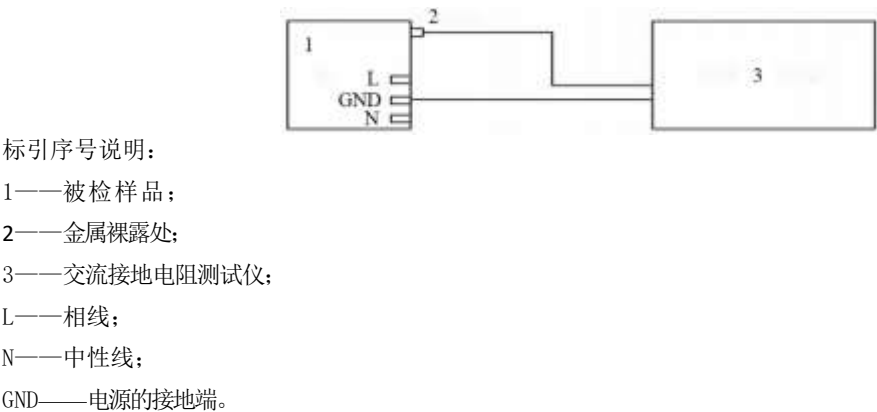 2
1
L
GND
N
3
标引序号说明：
1——被检样品；
2——金属裸露处；
3——交流接地电阻测试仪；
L——相线；
N——中性线；
GND——电源的接地端。